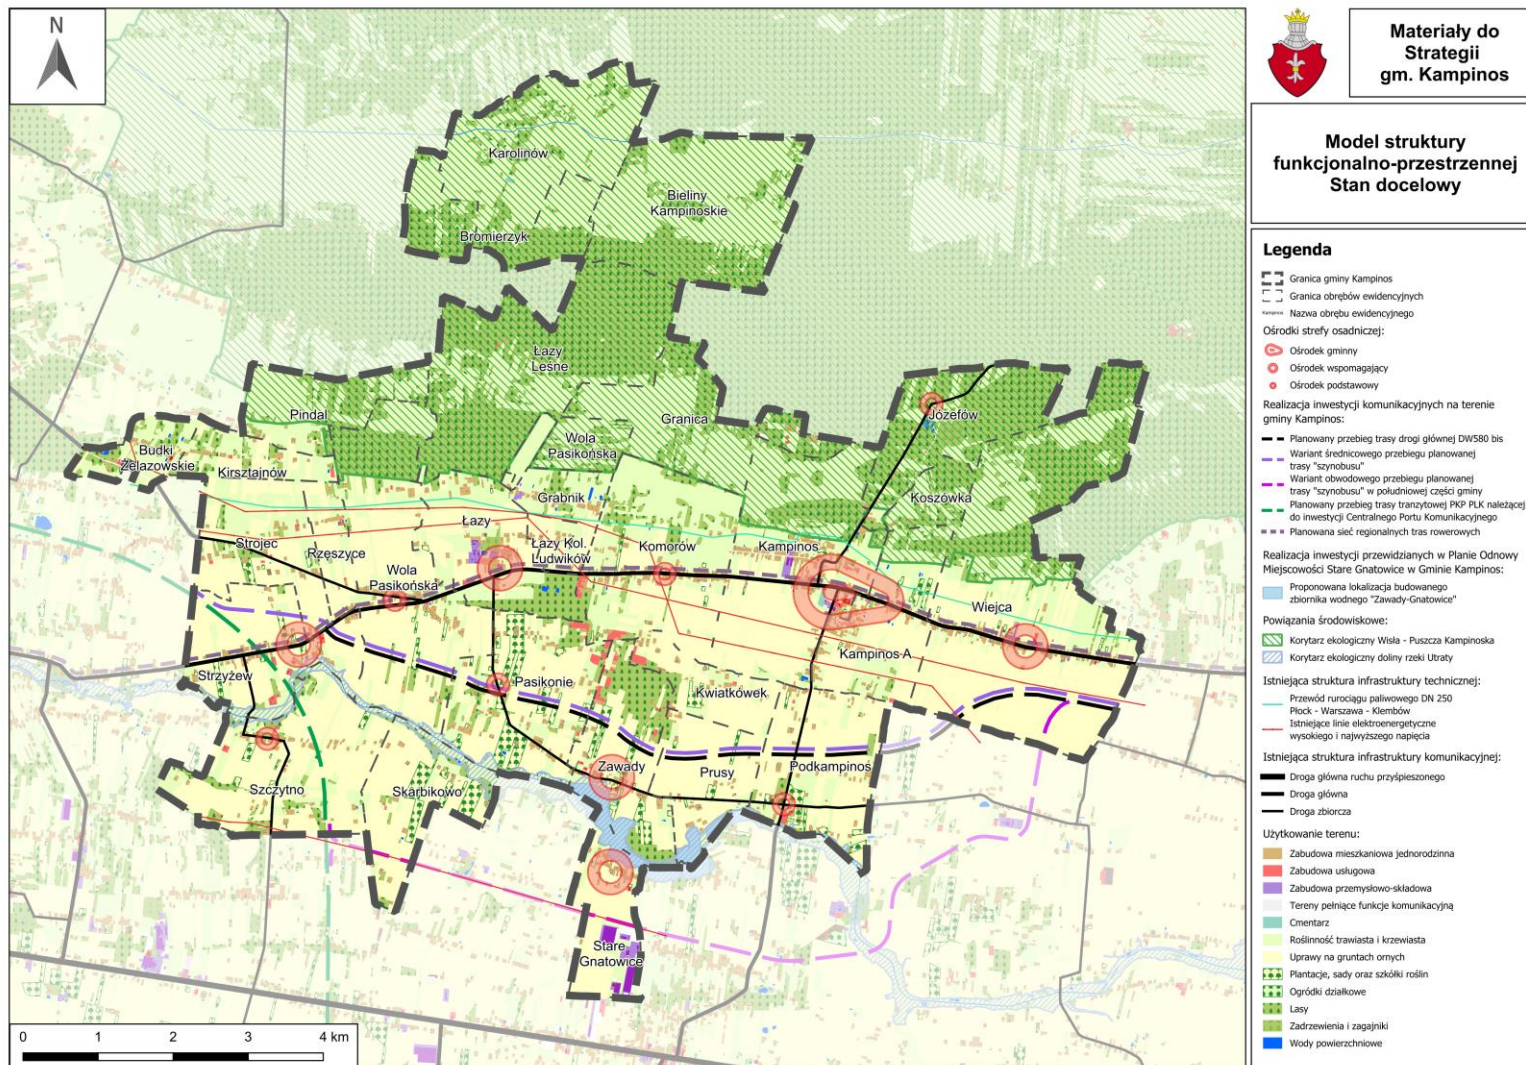 N
Materiały do
Strategii
gm. Kampinos
Model struktury
funkcjonalno-przestrzennej
Stan docelowy
Karolinów
Bieliny
Kampinoskie
Bromierzyk
Łazy
Leśne
Pindal
Granica
Józefów
Wola
Pasikońska
Budki
Żelazowskie
Kirsztajnów
Grabnik
Koszówka
Łazy
Strojec
Rzęszyce
Łazy Kol.
Ludwików
Komorów
Kampinos
Wola
Pasikońska
Wiejca
Kampinos A
Strzyżew
Pasikonie
Kwiatkówek
Zawady
Prusy
Podkampinos
Szczytno
Skarbikowo
Stare
Gnatowice
0 1 2 3 4 km
Legenda
Granica gminy Kampinos
Granica obrębów ewidencyjnych
Kampinos Nazwa obrębu ewidencyjnego
Ośrodki strefy osadniczej:
Ośrodek gminny
Ośrodek wspomagający
Ośrodek podstawowy
Realizacja inwestycji komunikacyjnych na terenie
gminy Kampinos:
Planowany przebieg trasy drogi głównej DW580 bis
Wariant średnicowego przebiegu planowanej
trasy "szynobusu"
Wariant obwodowego przebiegu planowanej
trasy "szynobusu" w południowej części gminy
Planowany przebieg trasy tranzytowej PKP PLK należącej
do inwestycji Centralnego Portu Komunikacyjnego
Planowana sieć regionalnych tras rowerowych
Realizacja inwestycji przewidzianych w Planie Odnowy
Miejscowości Stare Gnatowice w Gminie Kampinos:
Proponowana lokalizacja budowanego
zbiornika wodnego "Zawady-Gnatowice"
Powiązania środowiskowe:
Korytarz ekologiczny Wisła - Puszcza Kampinoska
Korytarz ekologiczny doliny rzeki Utraty
Istniejąca struktura infrastruktury technicznej:
Przewód rurociągu paliwowego DN 250
Płock - Warszawa - Klembów
Istniejące linie elektroenergetyczne
wysokiego i najwyższego napięcia
Istniejąca struktura infrastruktury komunikacyjnej:
Droga główna ruchu przyśpieszonego
Droga główna
Droga zbiorcza
Użytkowanie terenu:
Zabudowa mieszkaniowa jednorodzinna
Zabudowa usługowa
Zabudowa przemysłowo-składowa
Tereny pełniące funkcje komunikacyjną
Cmentarz
Roślinność trawiasta i krzewiasta
Uprawy na gruntach ornych
Plantacje, sady oraz szkółki roślin
Ogródki działkowe
Lasy
Zadrzewienia i zagajniki
Wody powierzchniowe